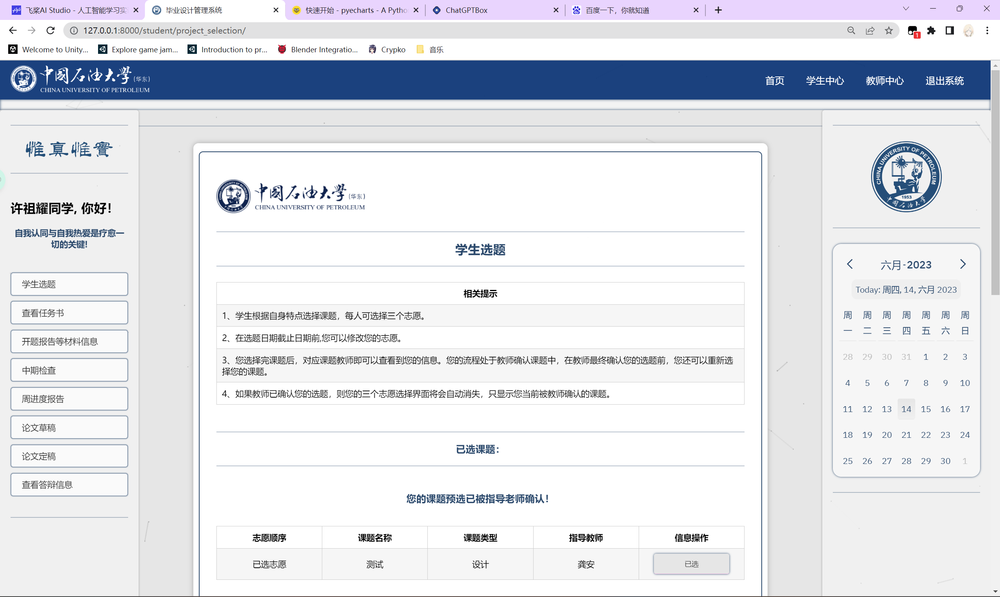 飞桨AI Studio - 人工智能学习实
毕业设计管理系统
快速开始 - pyecharts - A Pytho
ChatGPTBox
百度一下，你就知道
127.0.0.1:8000/student/project_selection/
1
Welcome to Unity...
Explore game jam...
Introduction to pr...
Blender Integratio...
Crypko
音乐
中國石油大學(华东)
CHINA UNIVERSITY OF PETROLEUM
首页
学生中心
教师中心
退出系统
惟真惟實
许祖耀同学, 你好！
自我认同与自我热爱是疗愈一
切的关键!
学生选题
查看任务书
开题报告等材料信息
中期检查
周进度报告
论文草稿
论文定稿
查看答辩信息
中國石油大學(华东)
CHINA UNIVERSITY OF PETROLEUM
学生选题
相关提示
1、学生根据自身特点选择课题，每人可选择三个志愿。
2、在选题日期截止日期前,您可以修改您的志愿。
3、您选择完课题后，对应课题教师即可以查看到您的信息。您的流程处于教师确认课题中，在教师最终确认您的选题前，您还可以重新选
择您的课题。
4、如果教师已确认您的选题，则您的三个志愿选择界面将会自动消失，只显示您当前被教师确认的课题。
已选课题：
您的课题预选已被指导老师确认！
志愿顺序 课题名称 课题类型 指导教师 信息操作
已选志愿 测试 设计 龚安 已选
CHINA UNIVERSITY OF PETROLEUM
1953
中國石油大學
六月-2023
Today: 周四, 14, 六月 2023
周一 周二 周三 周四 周五 周六 周日
28 29 30 31 1 2 3
4 5 6 7 8 9 10
11 12 13 14 15 16 17
18 19 20 21 22 23 24
25 26 27 28 29 30 1